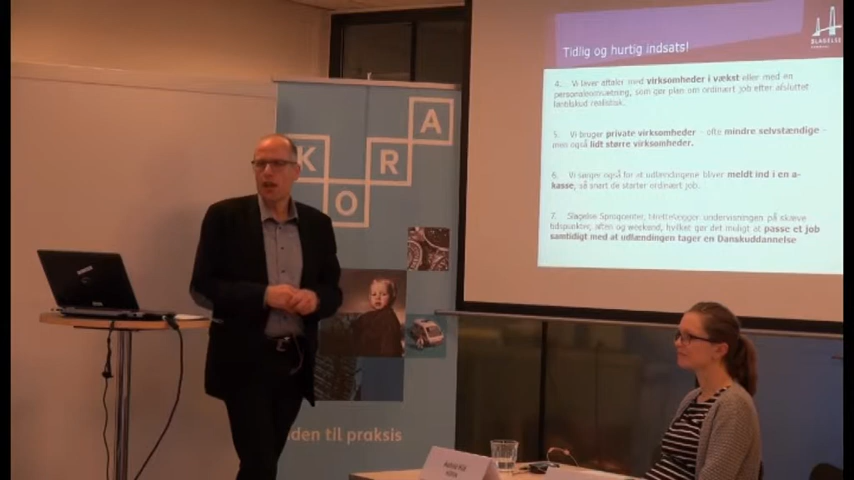 Tidlig og hurtig indsats!
SLAGELSE
4. Vi laver aftaler med virksomheder i vækst eller med en
personaleomsætning, som gør plan om ordinært job efter afsluttet
løntilskud realistisk.
5. Vi bruger private virksomheder - ofte mindre selvstændige -
men også lidt større virksomheder.
6. Vi sørger også for at udlændingene bliver meldt ind i en a-
kasse, så snart de starter ordinært job.
7. Slagelse Sprogcenter, tilrettelægger undervisningen på skæve
tidspunkter, aften og weekend, hvilket gør det muligt at passe et job
samtidigt med at udlændingen tager en Danskuddannelse
KORA
iden til praksis